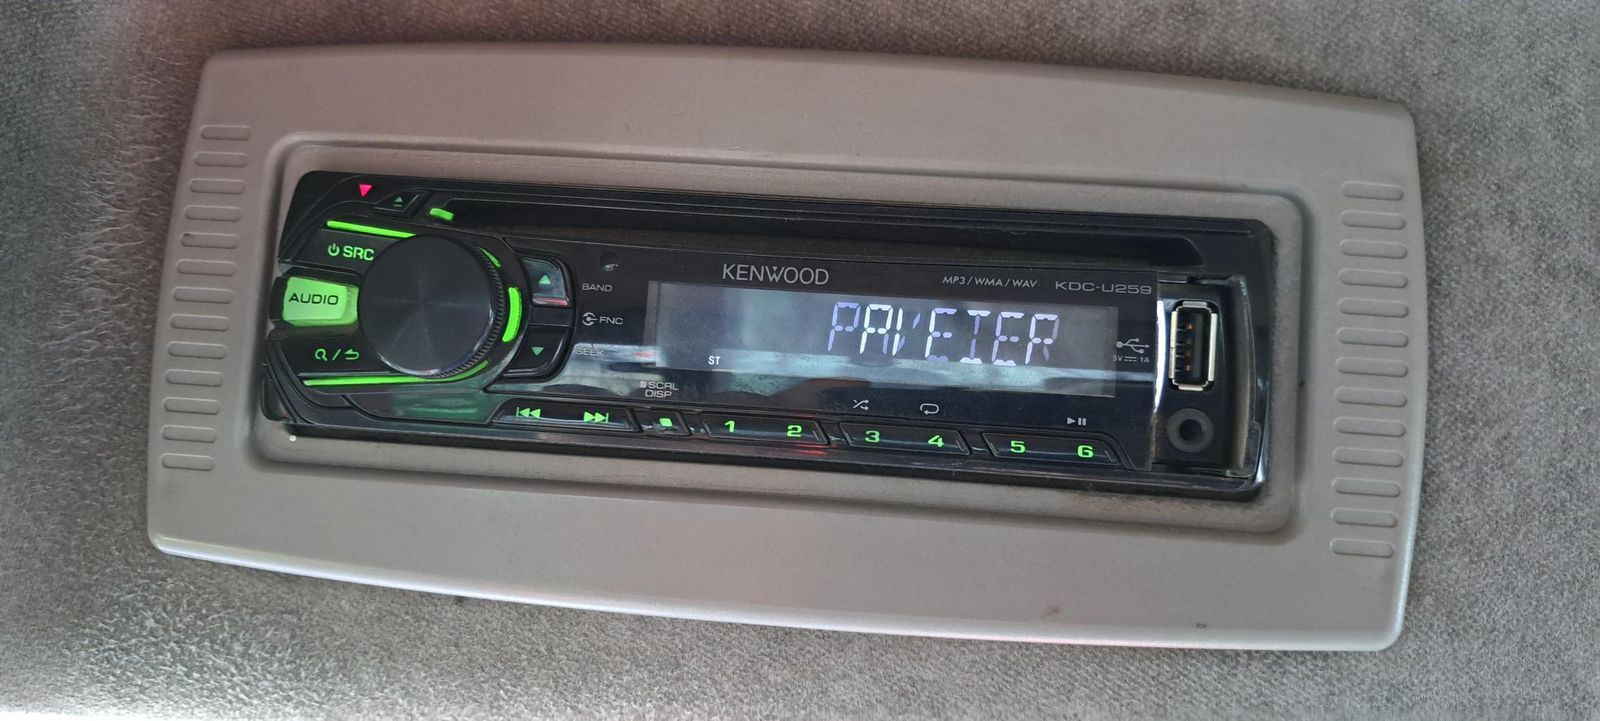 SRC
KENWOOD
MP3/WMA/WAV
KDC-U259
BAND
AUDIO
FNC
SEEK
ST
5V 1A
SCRL
DISP
1 2 3 4 5 6